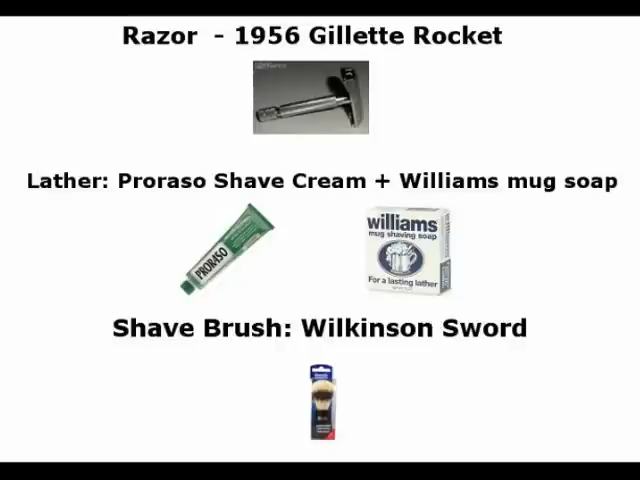 Razor - 1956 Gillette Rocket
Lather: Proraso Shave Cream + Williams mug soap
PRORASO
williams
mug shaving soap
For a lasting lather
Shave Brush: Wilkinson Sword